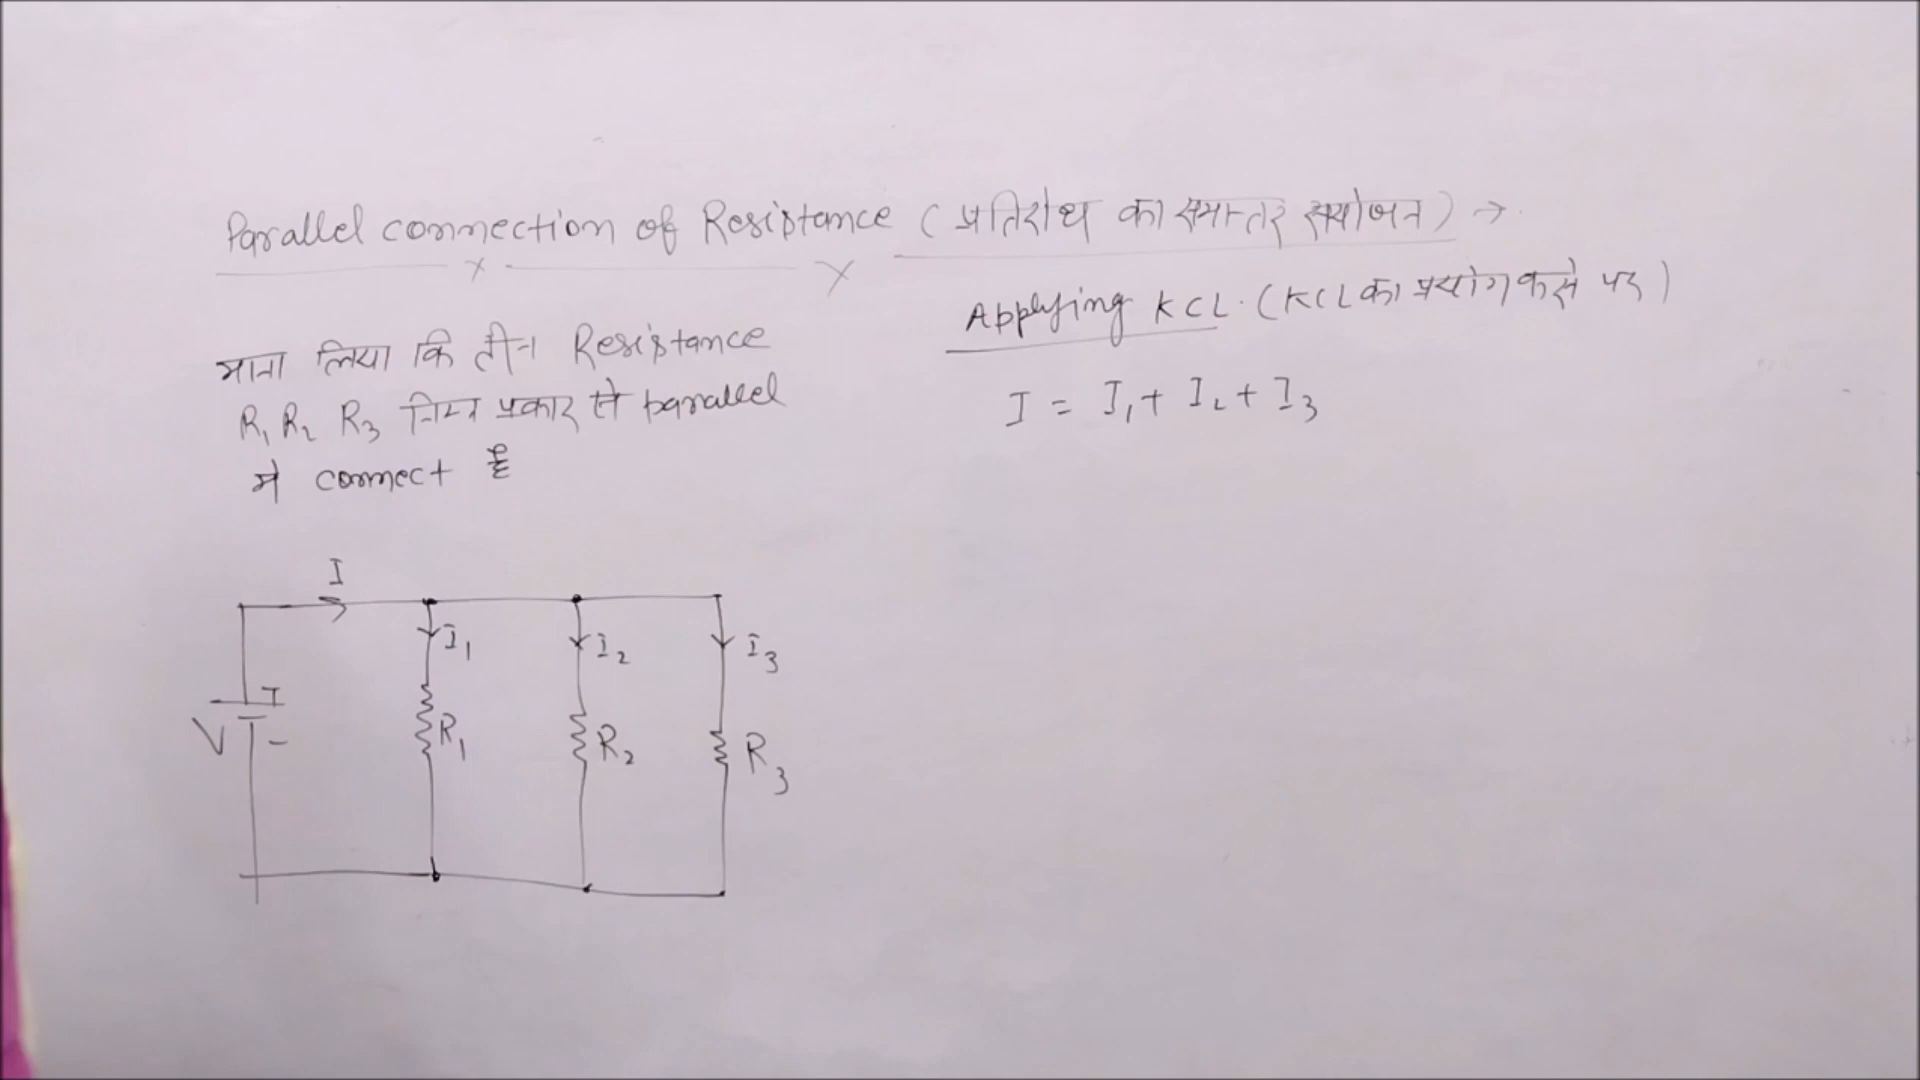 Parallel connection of Resistance (प्रतिरोध का समान्तर संयोजन) →
Applying KCL. (KCL का प्रयोग करने पर)
माना लिया कि तीन Resistance
R₁ R₂ R₃ निम्न प्रकार से parallel
मे connect है
I = I₁ + I₂ + I₃
I
I₁
I₂
I₃
V
-
R₁
R₂
R₃